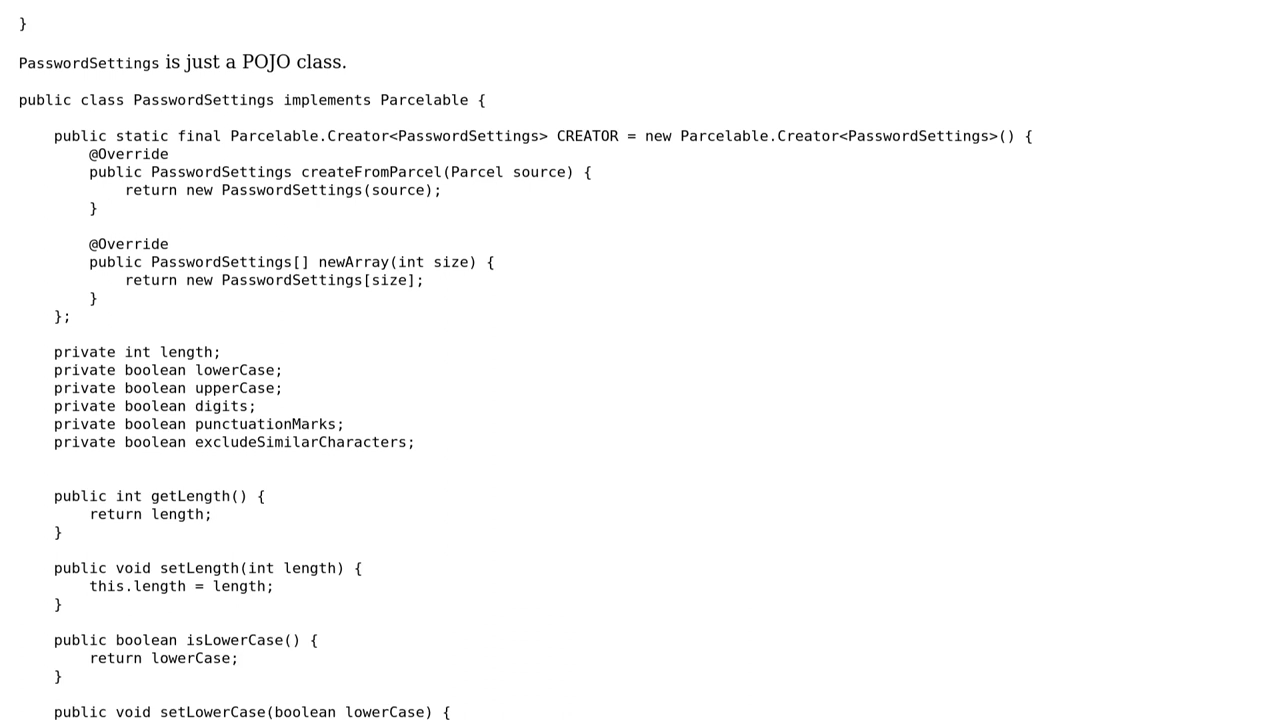 }
PasswordSettings is just a POJO class.
public class PasswordSettings implements Parcelable {
    public static final Parcelable.Creator<PasswordSettings> CREATOR = new Parcelable.Creator<PasswordSettings>() {
        @Override
        public PasswordSettings createFromParcel(Parcel source) {
            return new PasswordSettings(source);
        }
        @Override
        public PasswordSettings[] newArray(int size) {
            return new PasswordSettings[size];
        }
    };
    private int length;
    private boolean lowerCase;
    private boolean upperCase;
    private boolean digits;
    private boolean punctuationMarks;
    private boolean excludeSimilarCharacters;
    public int getLength() {
        return length;
    }
    public void setLength(int length) {
        this.length = length;
    }
    public boolean isLowerCase() {
        return lowerCase;
    }
    public void setLowerCase(boolean lowerCase) {